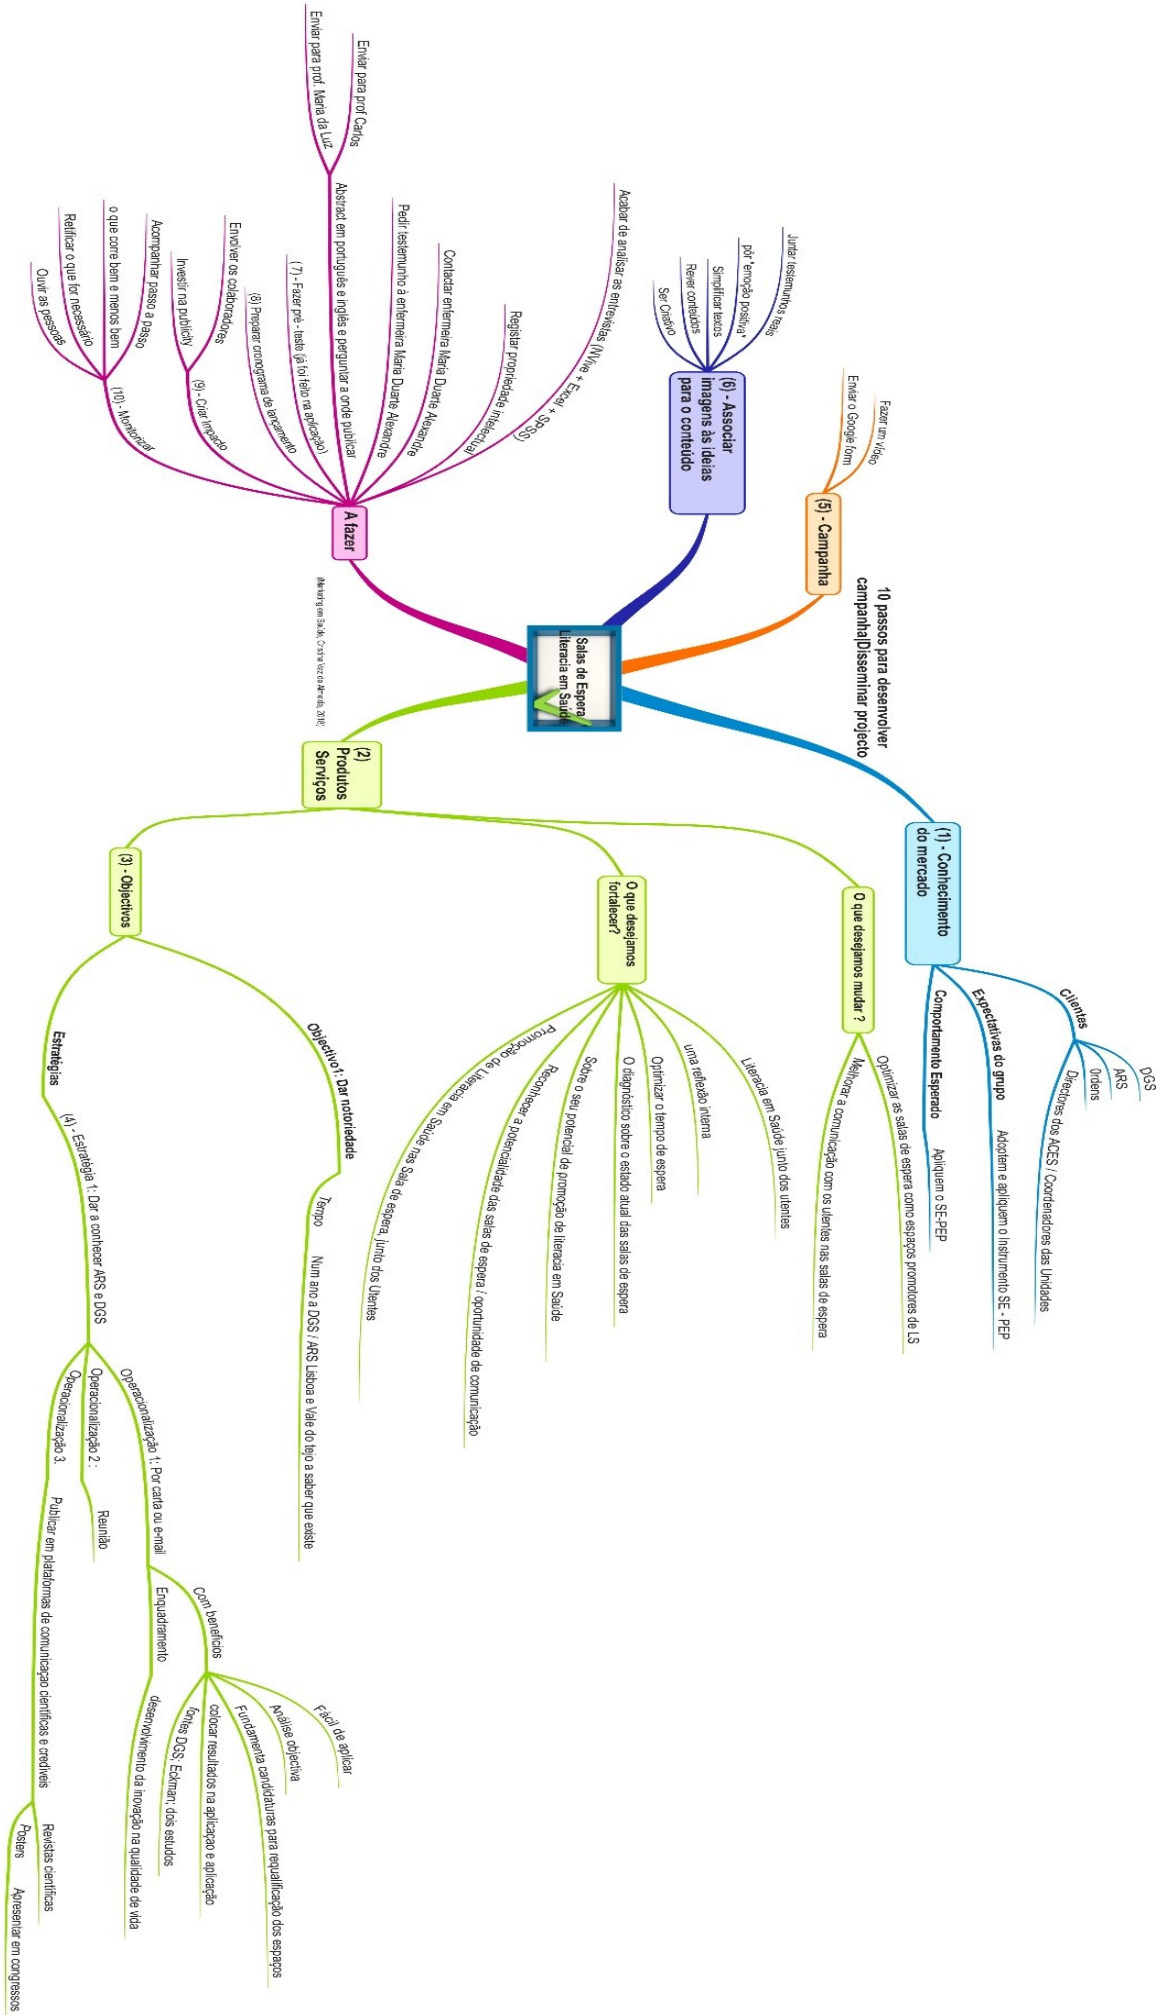 10 passos para desenvolver
campanha|Disseminar projecto
Salas de Espera
Literacia em Saúde
(1) - Conhecimento
do mercado
Clientes
DGS
ARS
Ordens
Directores dos ACES / Coordenadores das Unidades
Expectativas do grupo
Adoptem e apliquem o Instrumento SE - PEP
Comportamento Esperado
Apliquem o SE-PEP
(2)
Produtos
Serviços
O que desejamos mudar ?
Optimizar as salas de espera como espaços promotores de LS
Melhorar a comunicação com os utentes nas salas de espera
O que desejamos
fortalecer?
Literacia em Saúde junto dos utentes
uma reflexão interna
Optimizar o tempo de espera
O diagnóstico sobre o estado atual das salas de espera
Sobre o seu potencial de promoção de literacia em Saúde
Reconhecer a potencialidade das salas de espera / oportunidade de comunicação
Promoção de Literacia em Saúde nas Sala de espera, junto dos Utentes
(3) - Objectivos
Objectivo1: Dar notoriedade
Tempo
Num ano a DGS / ARS Lisboa e Vale do tejo a saber que existe
Estratégias
(4) - Estratégia 1: Dar a conhecer ARS e DGS
Operacionalização 1: Por carta ou e-mail
Com benefícios
Fácil de aplicar
Análise objectiva
Fundamenta candidaturas para requalificação dos espaços
colocar resultados na aplicaçao e aplicação
fontes DGS; Eckman; dois estudos
Enquadramento
desenvolvimento da inovação na qualidade de vida
Operacionalização 2 :
Reunião
Operacionalização 3.
Publicar em plataformas de comunicaçao científicas e credíveis
Revistas científicas
Posters
Apresentar em congressos
(5) - Campanha
Fazer um vídeo
Enviar o Google form
(6) - Associar
imagens às ideias
para o conteúdo
Juntar testemunhos reais
pôr "emoção positiva"
Simplificar textos
Rever conteúdos
Ser Criativo
A fazer
Acabar de analisar as entrevistas (NVive + Excel + SPSS)
Registar propriedade intelectual
Contactar enfermeira Maria Duarte Alexandre
Pedir testemunho à enfermeira Maria Duarte Alexandre
Abstract em português e inglês e perguntar a onde publicar
Enviar para prof Carlos
Enviar para prof. Maria da Luz
( 7) - Fazer pré - teste (já foi feito na aplicação)
(8) Preparar cronograma de lançamento
(9) - Criar Impacto
Envolver os colaboradores
Investir na publicity
(10) - Monitorizar
Acompanhar passo a passo
o que corre bem e menos bem
Retificar o que for necessário
Ouvir as pessoas
(Marketing em Saúde, Cristina Vaz de Almeida, 2018)